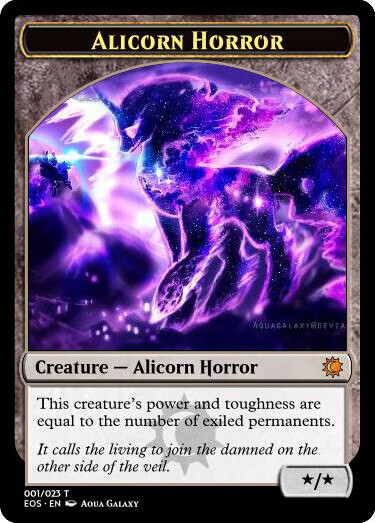 ALICORN HORROR
AQUAGALAXY@DEVIA
Creature — Alicorn Horror
This creature's power and toughness are
equal to the number of exiled permanents.
It calls the living to join the damned on the
other side of the veil.
★/★
001/023 T
EOS · EN AQUA GALAXY